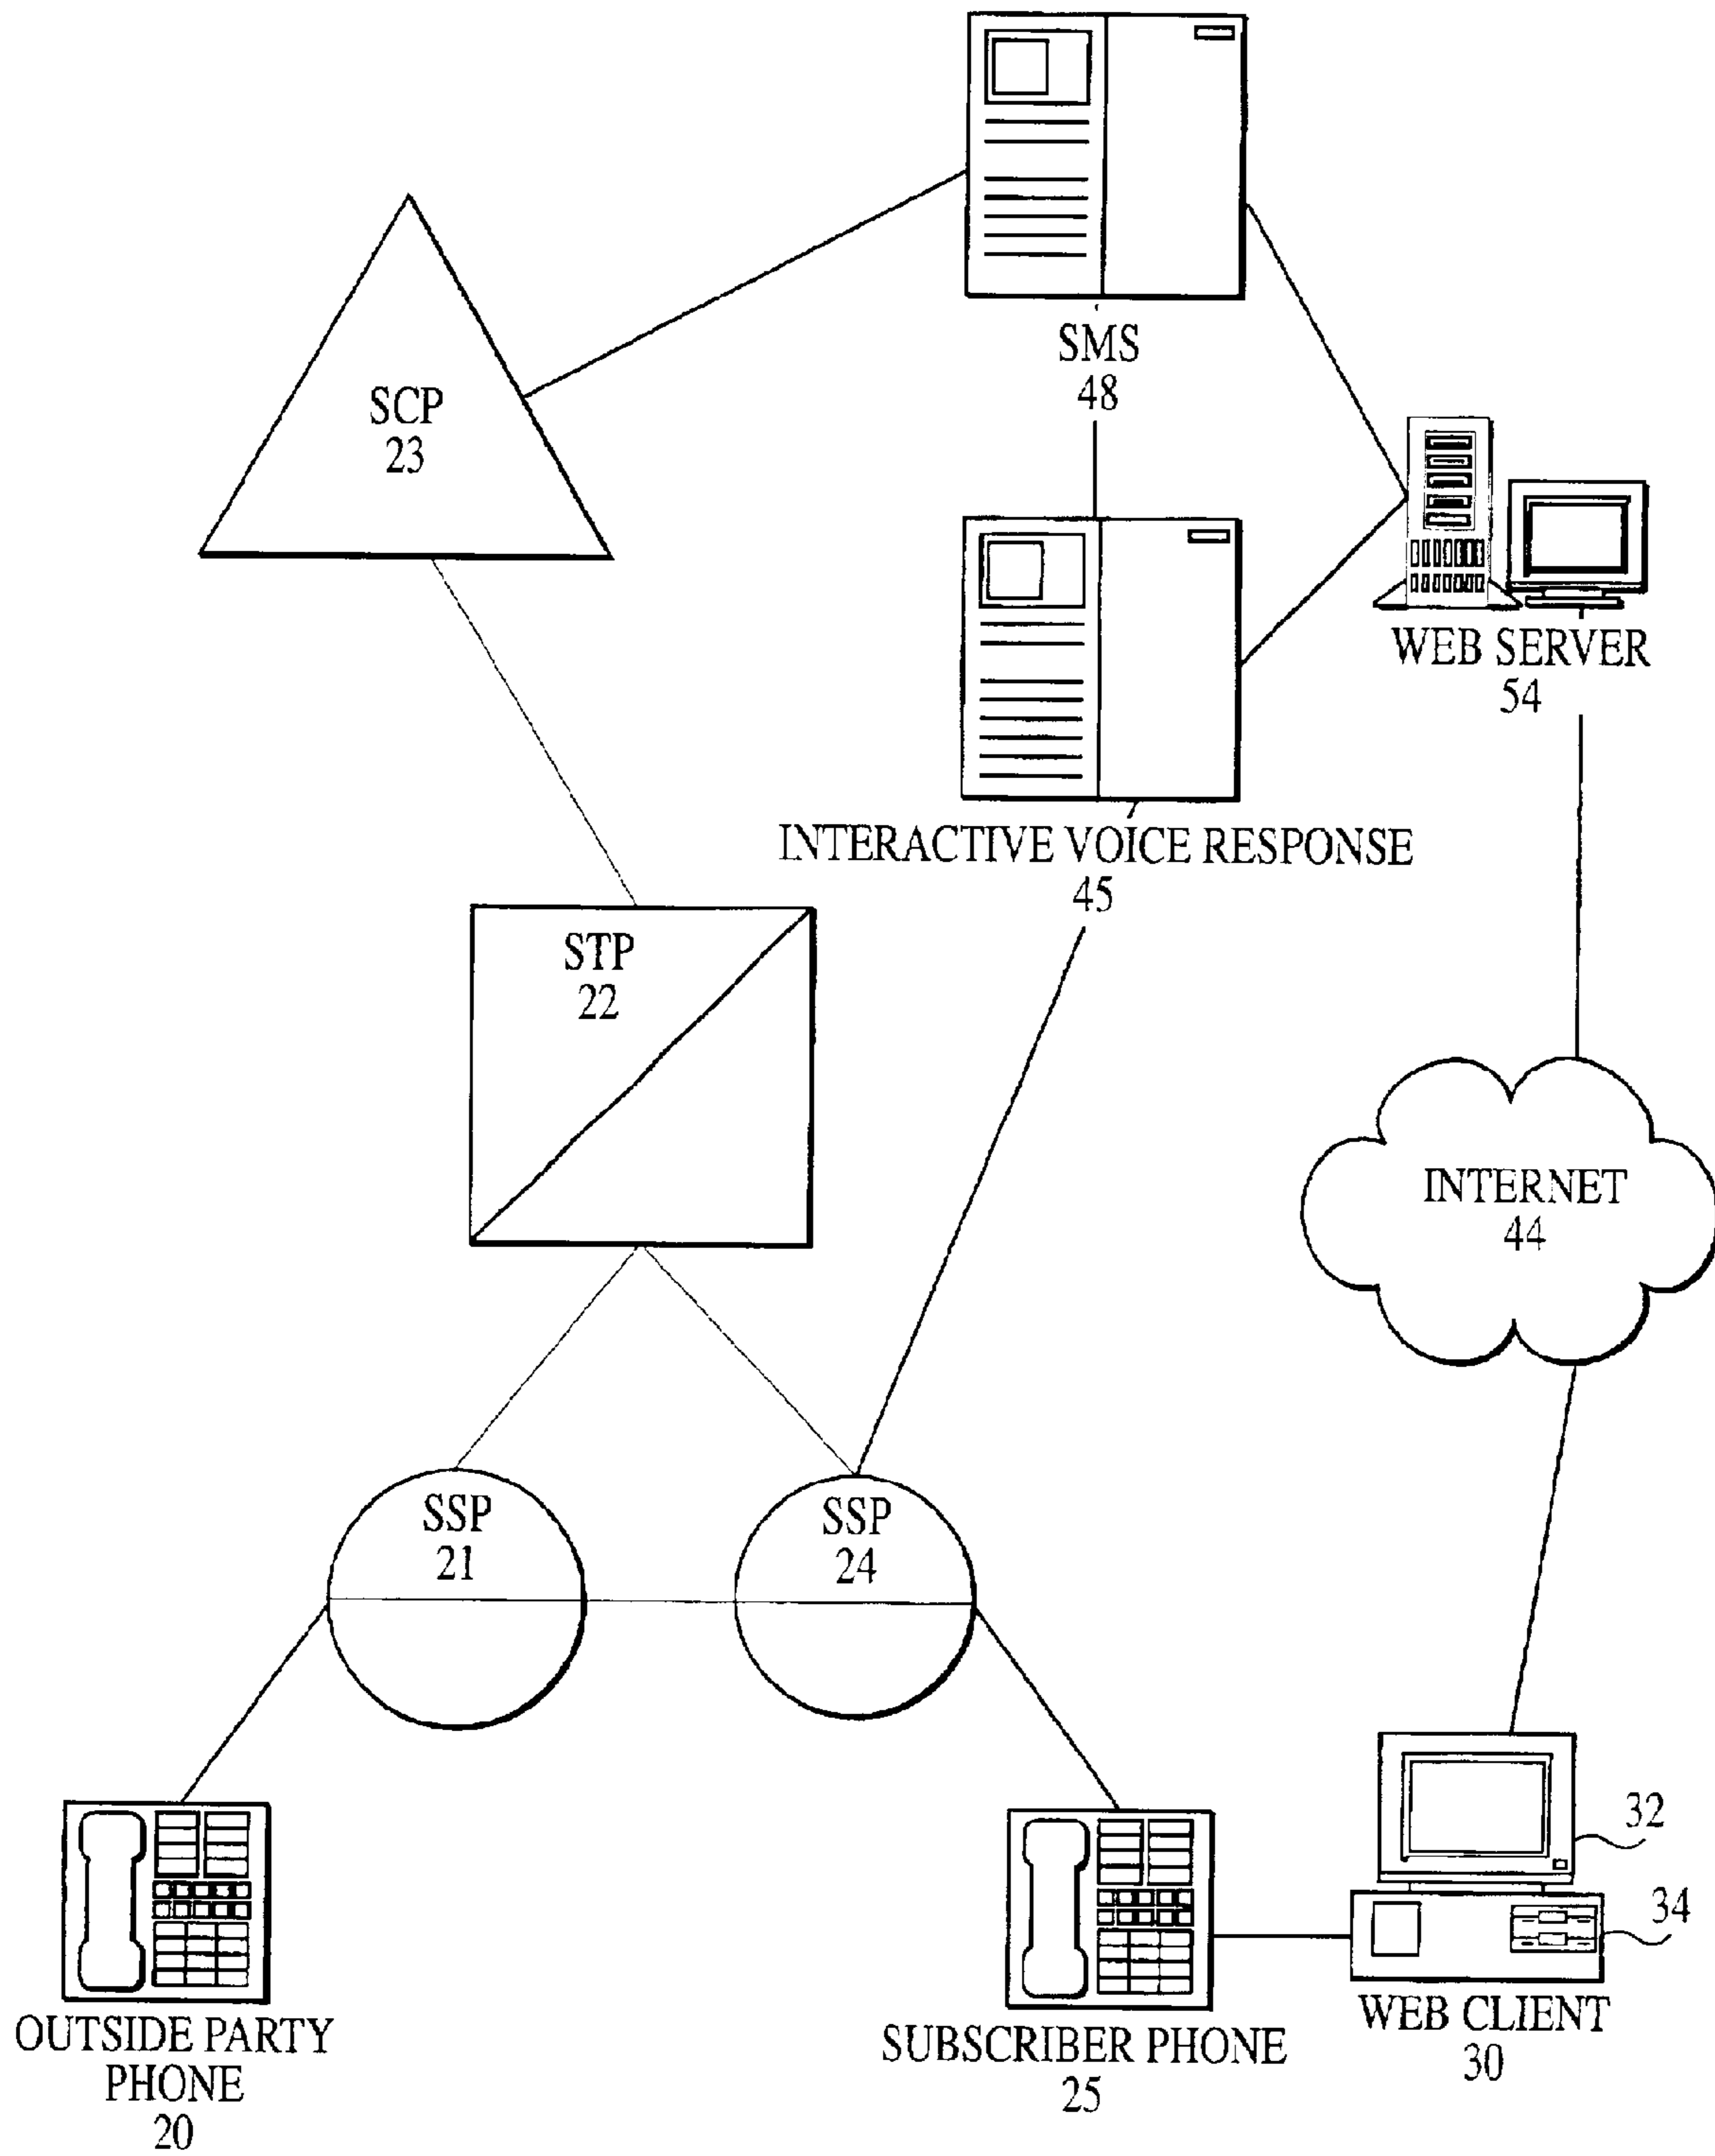 SMS
48
SCP
23
WEB SERVER
54
INTERACTIVE VOICE RESPONSE
45
STP
22
INTERNET
44
SSP
21
SSP
24
32
34
OUTSIDE PARTY
PHONE
20
SUBSCRIBER PHONE
25
WEB CLIENT
30